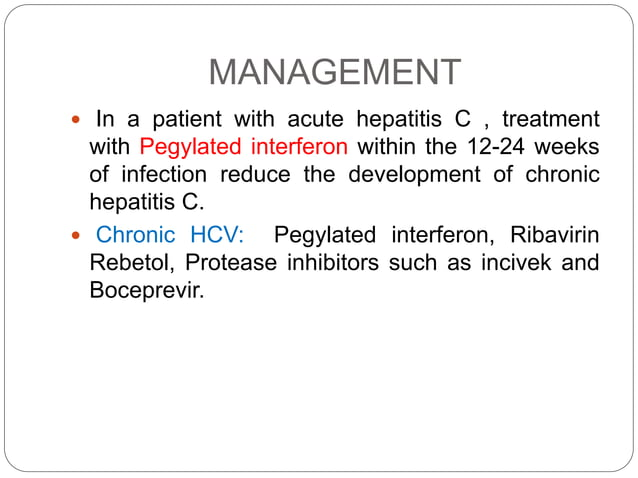 MANAGEMENT
• In a patient with acute hepatitis C , treatment
with Pegylated interferon within the 12-24 weeks
of infection reduce the development of chronic
hepatitis C.
• Chronic HCV: Pegylated interferon, Ribavirin
Rebetol, Protease inhibitors such as incivek and
Boceprevir.